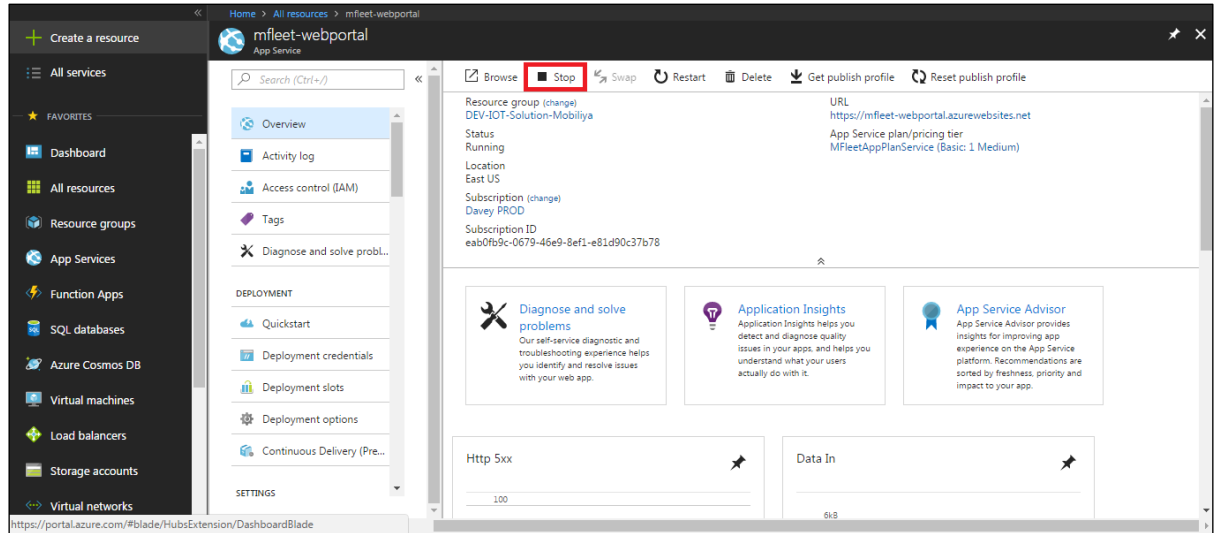 Home > All resources > mfleet-webportal
Create a resource
All services
FAVORITES
Dashboard
All resources
Resource groups
App Services
Function Apps
SQL databases
Azure Cosmos DB
Virtual machines
Load balancers
Storage accounts
Virtual networks
https://portal.azure.com/#blade/HubsExtension/DashboardBlade
mfleet-webportal
App Service
Search (Ctrl+/)
Overview
Activity log
Access control (IAM)
Tags
Diagnose and solve probl...
DEPLOYMENT
Quickstart
Deployment credentials
Deployment slots
Deployment options
Continuous Delivery (Pre...
SETTINGS
Browse Stop Swap Restart Delete Get publish profile Reset publish profile
Resource group (change)
DEV-IOT-Solution-Mobiliya
Status
Running
Location
East US
Subscription (change)
Davey PROD
Subscription ID
eab0fb9c-0679-46e9-8ef1-e81d90c37b78
URL
https://mfleet-webportal.azurewebsites.net
App Service plan/pricing tier
MFleetAppPlanService (Basic: 1 Medium)
Diagnose and solve
problems
Our self-service diagnostic and
troubleshooting experience helps
you identify and resolve issues
with your web app.
Application Insights
Application Insights helps you
detect and diagnose quality
issues in your apps, and helps you
understand what your users
actually do with it.
App Service Advisor
App Service Advisor provides
insights for improving app
experience on the App Service
platform. Recommendations are
sorted by freshness, priority and
impact to your app.
Http 5xx
100
Data In
6kB